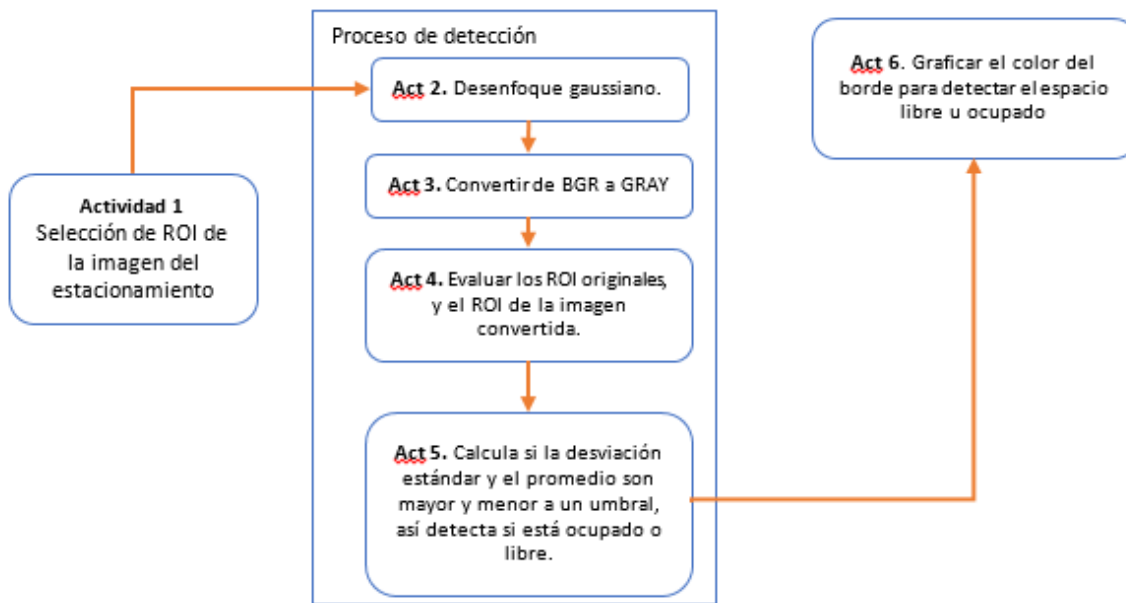 Actividad 1
Selección de ROI de
la imagen del
estacionamiento
Proceso de detección
Act 2. Desenfoque gaussiano.
Act 3. Convertir de BGR a GRAY
Act 4. Evaluar los ROI originales,
y el ROI de la imagen
convertida.
Act 5. Calcula si la desviación
estándar y el promedio son
mayor y menor a un umbral,
así detecta si está ocupado o
libre.
Act 6. Graficar el color del
borde para detectar el espacio
libre u ocupado